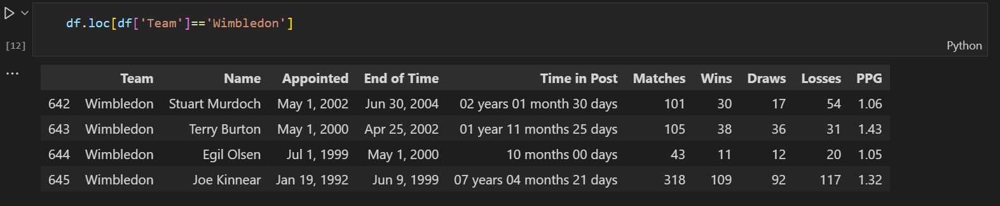 df.loc[df['Team']=='Wimbledon']
[12]
Python
...
Team Name Appointed End of Time Time in Post Matches Wins Draws Losses PPG
642 Wimbledon Stuart Murdoch May 1, 2002 Jun 30, 2004 02 years 01 month 30 days 101 30 17 54 1.06
643 Wimbledon Terry Burton May 1, 2000 Apr 25, 2002 01 year 11 months 25 days 105 38 36 31 1.43
644 Wimbledon Egil Olsen Jul 1, 1999 May 1, 2000 10 months 00 days 43 11 12 20 1.05
645 Wimbledon Joe Kinnear Jan 19, 1992 Jun 9, 1999 07 years 04 months 21 days 318 109 92 117 1.32